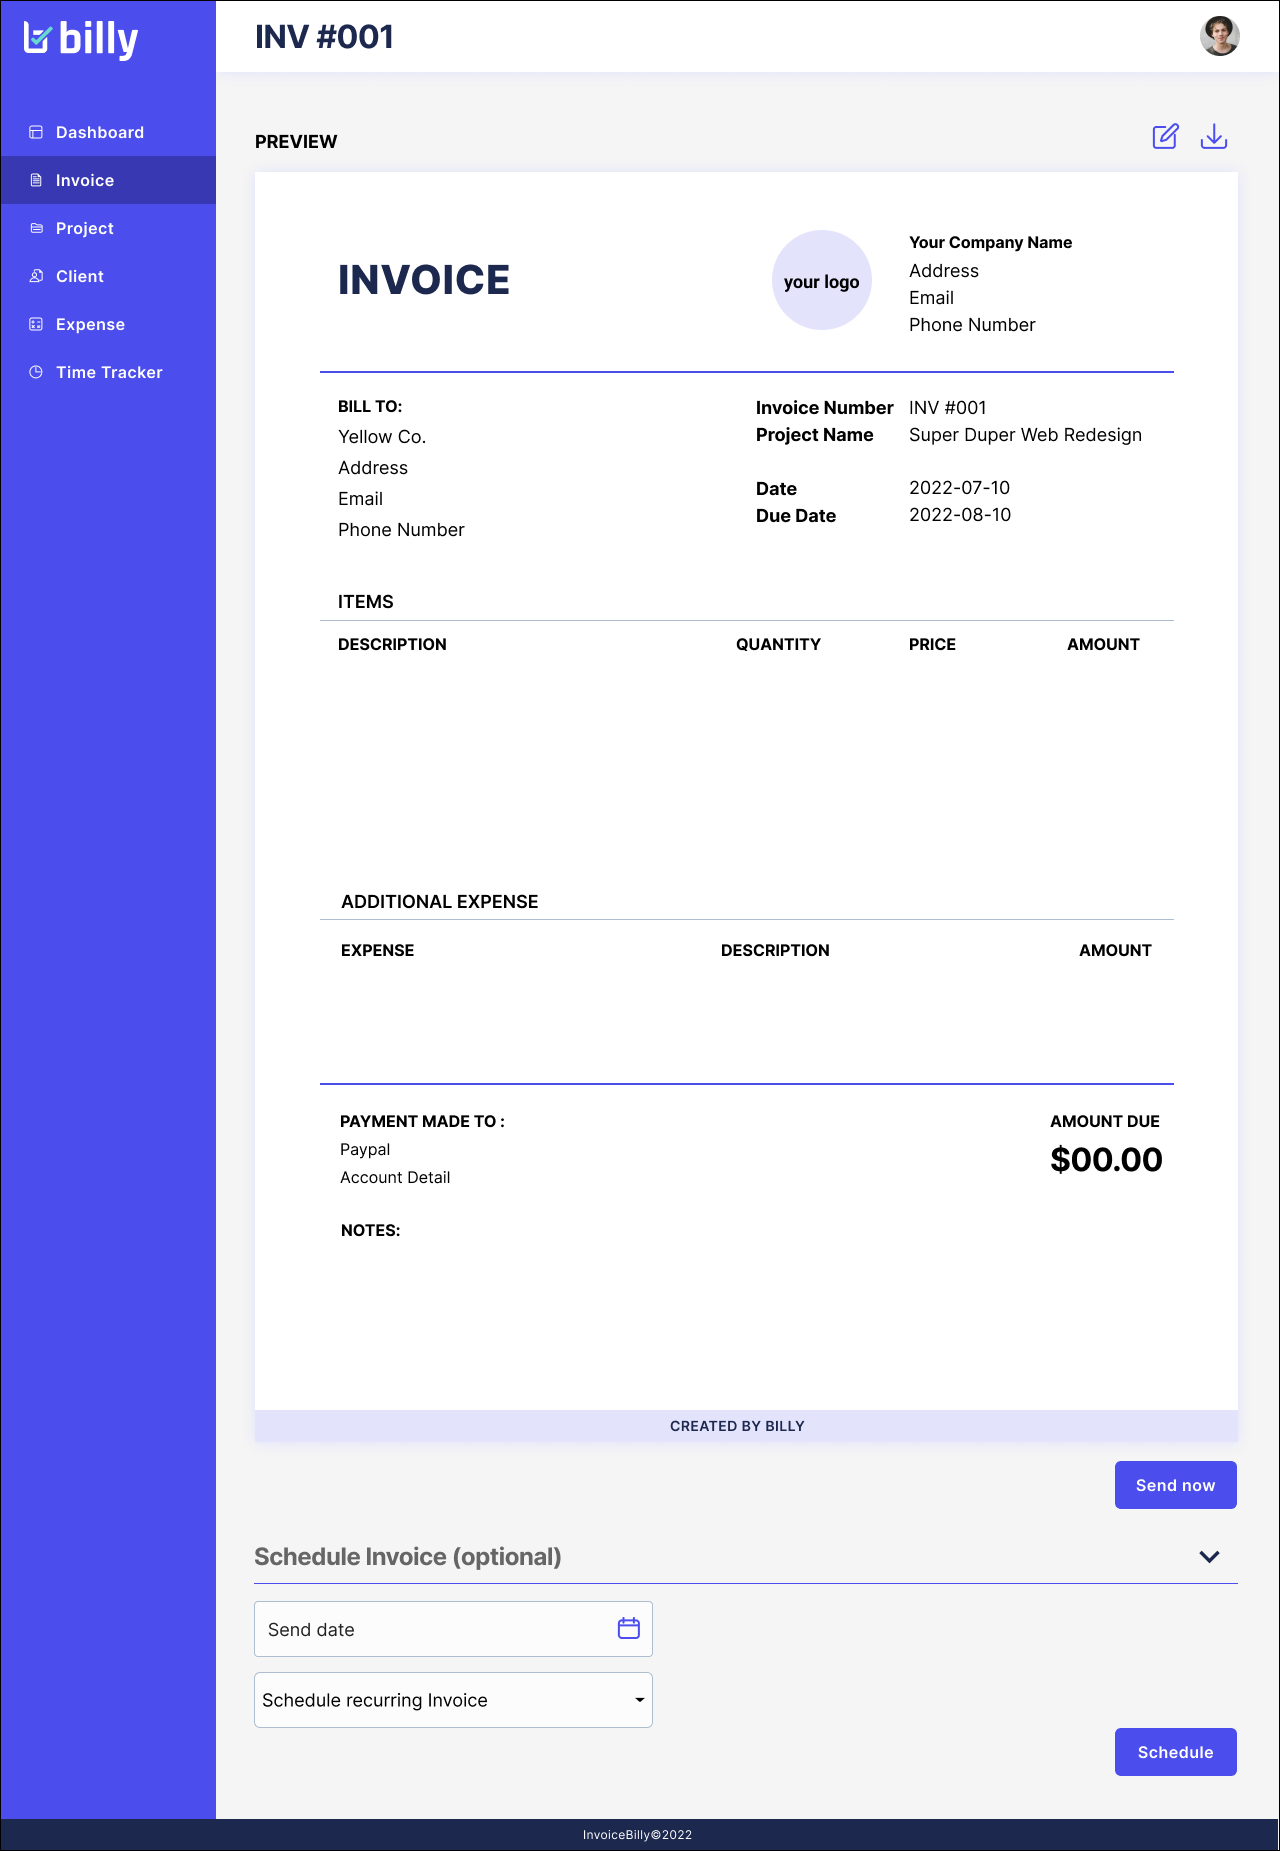 billy
INV #001
Dashboard
Invoice
Project
Client
Expense
Time Tracker
PREVIEW
INVOICE
your logo
Your Company Name
Address
Email
Phone Number
BILL TO:
Yellow Co.
Address
Email
Phone Number
Invoice Number INV #001
Project Name Super Duper Web Redesign
Date 2022-07-10
Due Date 2022-08-10
ITEMS
DESCRIPTION QUANTITY PRICE AMOUNT
ADDITIONAL EXPENSE
EXPENSE DESCRIPTION AMOUNT
PAYMENT MADE TO :
Paypal
Account Detail
AMOUNT DUE
$00.00
NOTES:
CREATED BY BILLY
Send now
Schedule Invoice (optional)
Send date
Schedule recurring Invoice
Schedule
InvoiceBilly©2022